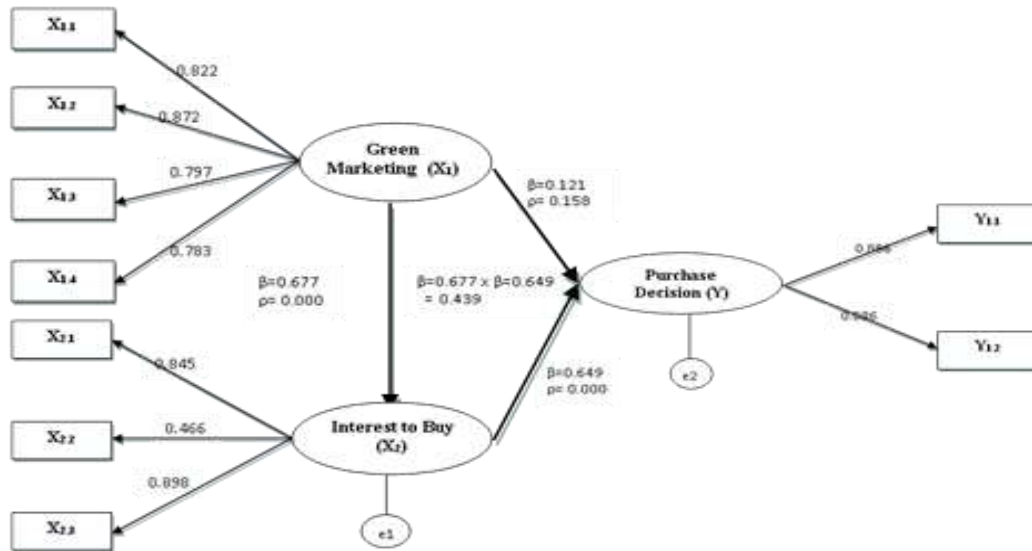 X₁.₁
0.822
X₁.₂
0.872
Green
Marketing (X₁)
X₁.₃
0.797
β=0.121
ρ= 0.158
Y₁.₁
X₁.₄
0.783
β=0.677
ρ= 0.000
β=0.677 x β=0.649
= 0.439
Purchase
Decision (Y)
X₂.₁
0.845
Y₁.₂
β=0.649
ρ= 0.000
e2
X₂.₂
0.466
Interest to Buy
(X₂)
X₂.₃
0.898
e1